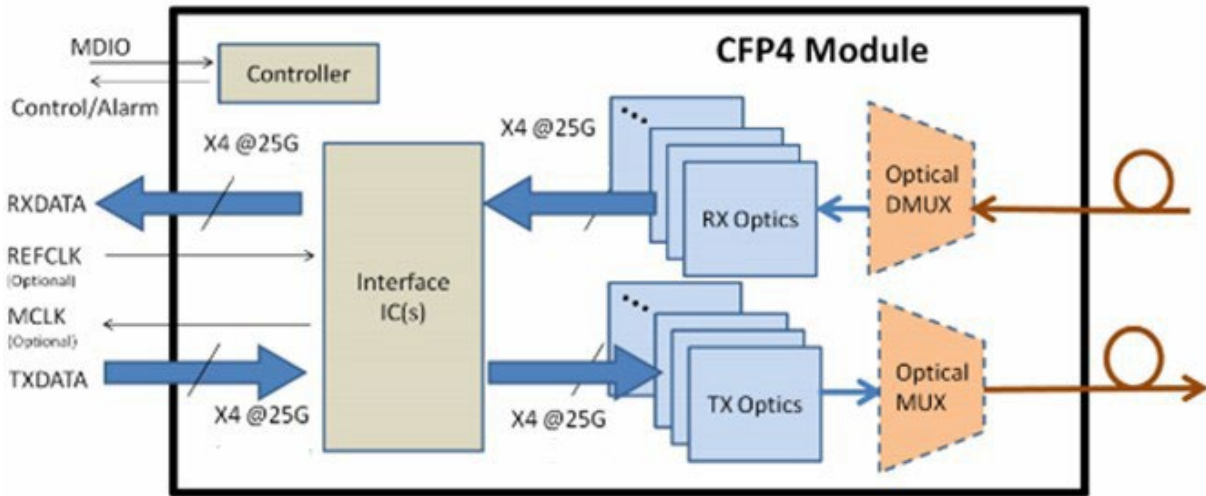 CFP4 Module
MDIO
Controller
Control/Alarm
X4 @25G
X4 @25G
RXDATA
Optical
DMUX
RX Optics
REFCLK
(Optional)
Interface
IC(s)
MCLK
(Optional)
TXDATA
Optical
MUX
TX Optics
X4 @25G
X4 @25G